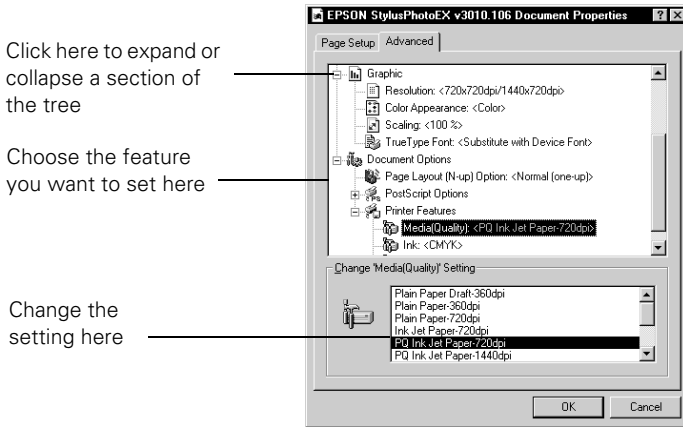 EPSON StylusPhotoEX v3010.106 Document Properties
Page Setup
Advanced
Click here to expand or
collapse a section of
the tree
Graphic
Resolution: <720x720dpi/1440x720dpi>
Color Appearance: <Color>
Scaling: <100 %>
TrueType Font: <Substitute with Device Font>
Choose the feature
you want to set here
Document Options
Page Layout (N-up) Option: <Normal (one-up)>
PostScript Options
Printer Features
Media(Quality): <PQ Ink Jet Paper-720dpi>
Ink: <CMYK>
Change 'Media(Quality)' Setting
Change the
setting here
Plain Paper Draft-360dpi
Plain Paper-360dpi
Plain Paper-720dpi
Ink Jet Paper-720dpi
PQ Ink Jet Paper-720dpi
PQ Ink Jet Paper-1440dpi
OK
Cancel